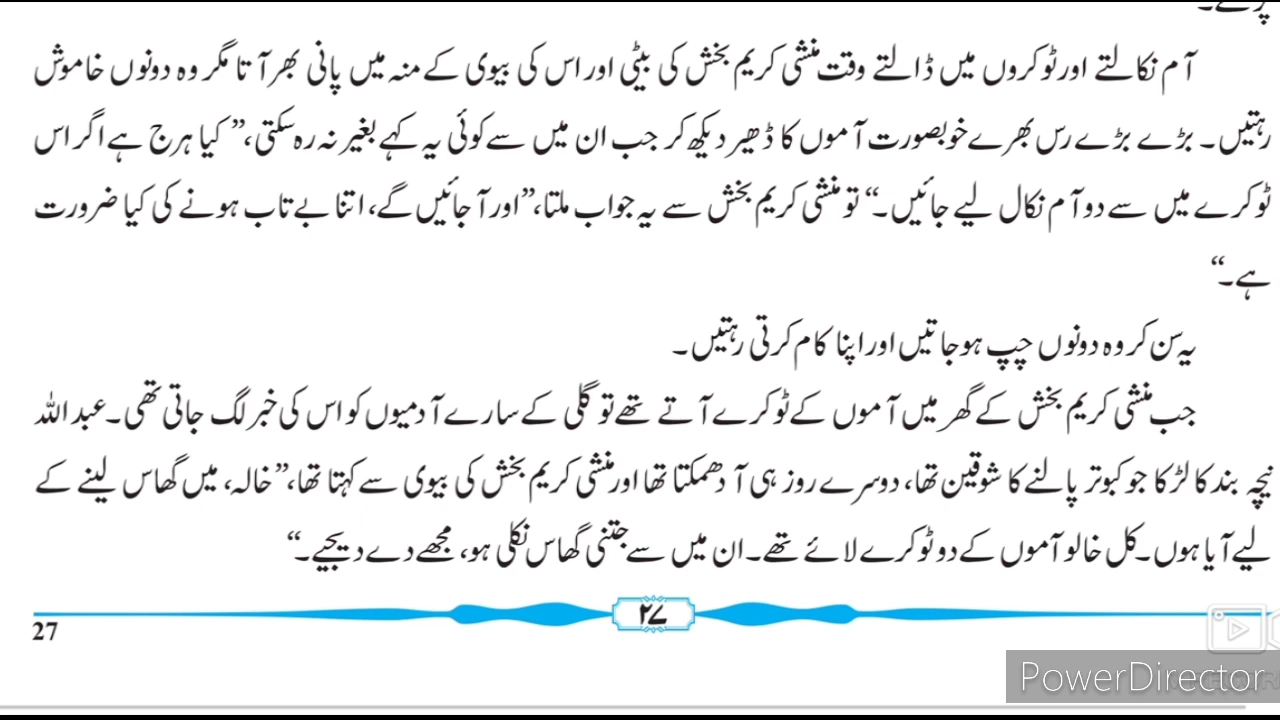 آم نکالتے اور ٹوکروں میں ڈالتے وقت منشی کریم بخش کی بیٹی اور اس کی بیوی کے منہ میں پانی بھر آتا مگر وہ دونوں خاموش
رہتیں۔ بڑے بڑے رس بھرے خوبصورت آموں کا ڈھیر دیکھ کر جب ان میں سے کوئی یہ کہے بغیر نہ رہ سکتی، ”کیا ہرج ہے اگر اس
ٹوکرے میں سے دو آم نکال لیے جائیں۔“ تو منشی کریم بخش سے یہ جواب ملتا، ”اور آ جائیں گے، اتنا بے تاب ہونے کی کیا ضرورت
ہے۔“
یہ سن کر وہ دونوں چپ ہو جاتیں اور اپنا کام کرتی رہتیں۔
جب منشی کریم بخش کے گھر میں آموں کے ٹوکرے آتے تھے تو گلی کے سارے آدمیوں کو اس کی خبر لگ جاتی تھی۔ عبد اللہ
نیچہ بند کا لڑکا جو کبوتر پالنے کا شوقین تھا، دوسرے روز ہی آ دھمکتا تھا اور منشی کریم بخش کی بیوی سے کہتا تھا، ”خالہ، میں گھاس لینے کے
لیے آیا ہوں۔ کل خالو آموں کے دو ٹوکرے لائے تھے۔ ان میں سے جتنی گھاس نکلی ہو، مجھے دے دیجیے۔“
۲۷
27
PowerDirector